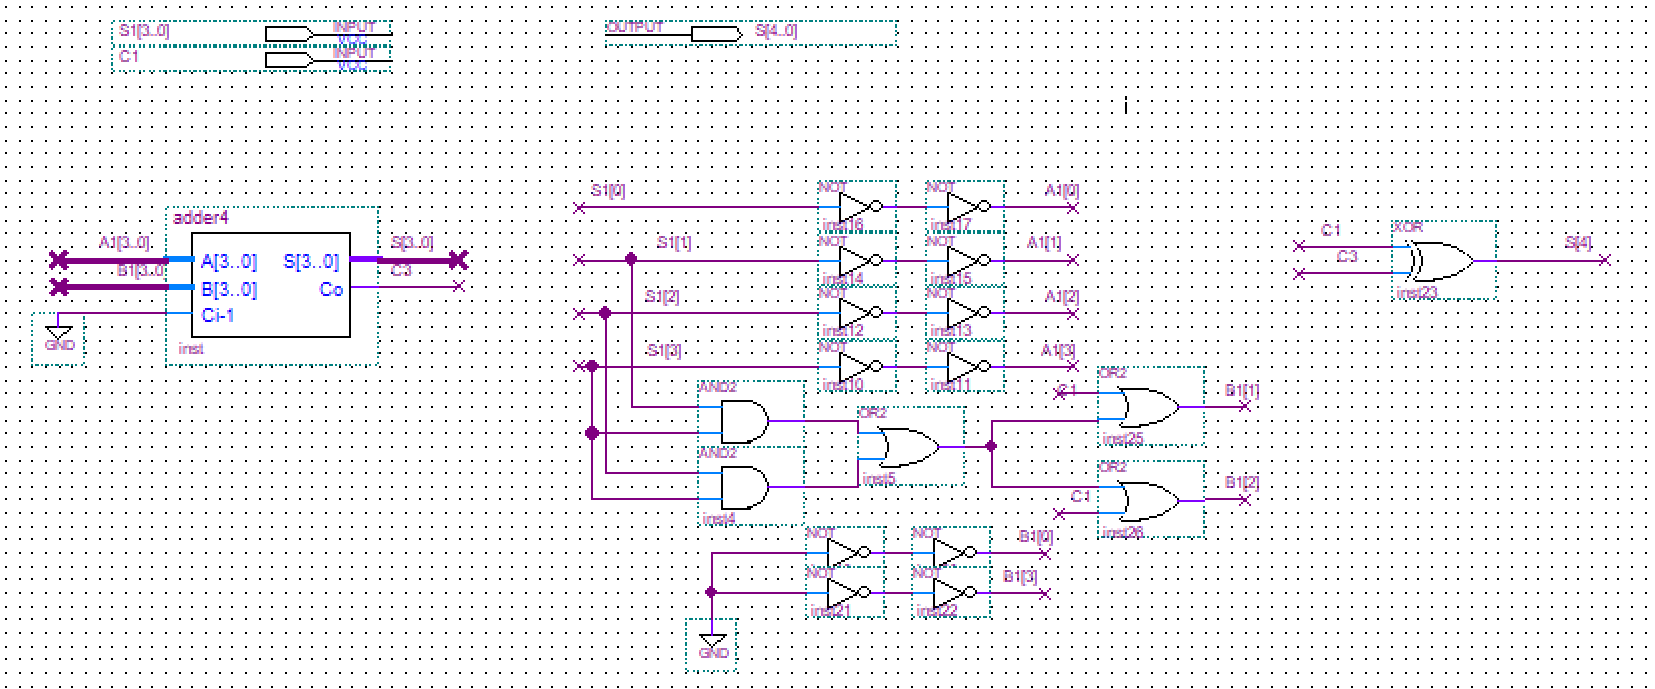 S1[3..0] INPUT VCC
C1 INPUT VCC
OUTPUT S[4..0]
adder4
A1[3..0] A[3..0] S[3..0] S[3..0]
B1[3..0] B[3..0] Co C3
Ci-1
GND
inst
S1[0] NOT inst16 NOT inst17 A1[0]
S1[1] NOT inst14 NOT inst15 A1[1]
S1[2] NOT inst12 NOT inst13 A1[2]
S1[3] NOT inst10 NOT inst11 A1[3]
AND2
AND2
inst4
OR2
inst5
C1 OR2 B1[1]
inst25
OR2 B1[2]
C1
inst26
NOT NOT B1[0]
NOT NOT B1[3]
inst21 inst22
GND
C1 XOR S[4]
C3
inst23